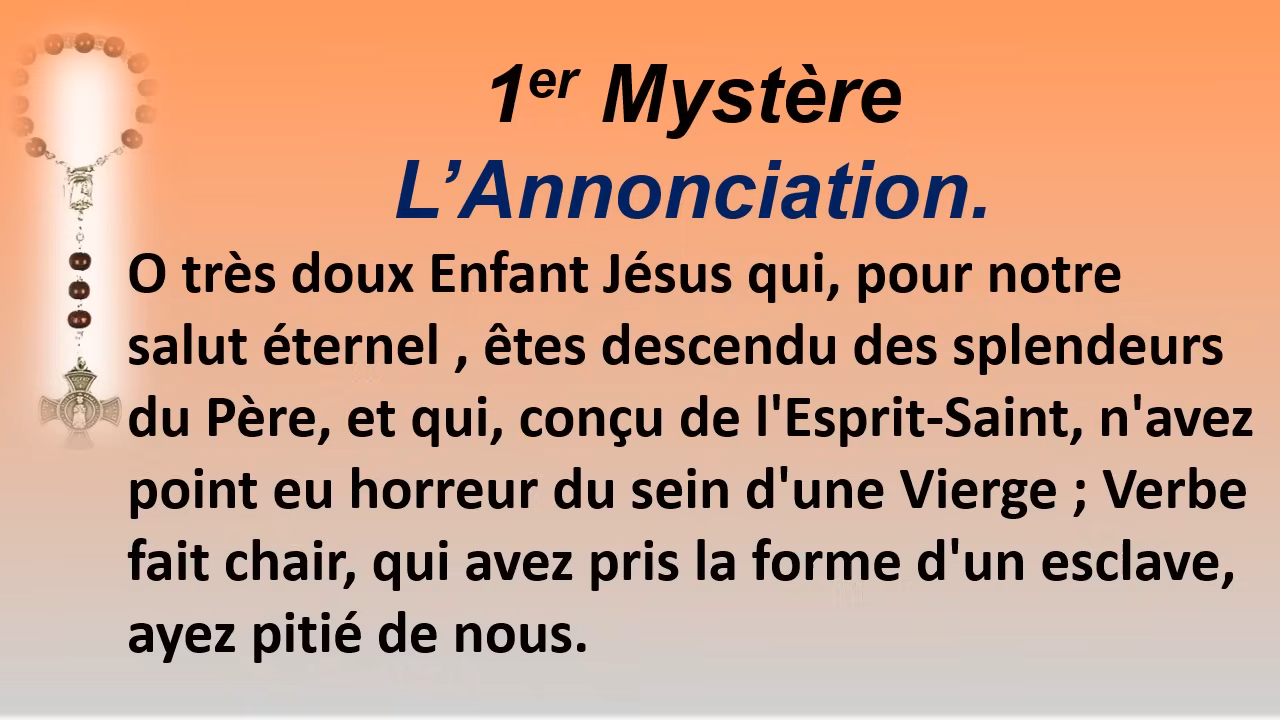 1er Mystère
L’Annonciation.
O très doux Enfant Jésus qui, pour notre
salut éternel , êtes descendu des splendeurs
du Père, et qui, conçu de l'Esprit-Saint, n'avez
point eu horreur du sein d'une Vierge ; Verbe
fait chair, qui avez pris la forme d'un esclave,
ayez pitié de nous.